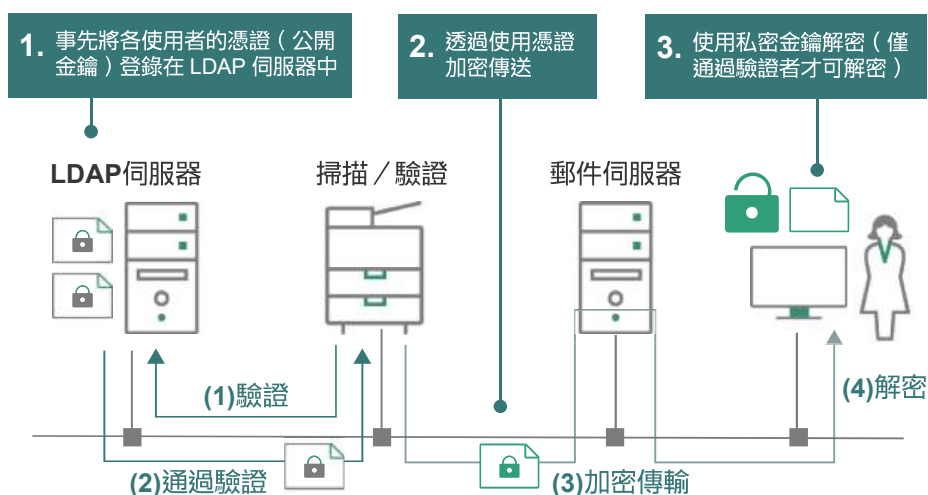 1. 事先將各使用者的憑證（公開
金鑰）登錄在 LDAP 伺服器中
2. 透過使用憑證
加密傳送
3. 使用私密金鑰解密（僅
通過驗證者才可解密）
LDAP伺服器
掃描／驗證
郵件伺服器
(1)驗證
(4)解密
(2)通過驗證
(3)加密傳輸